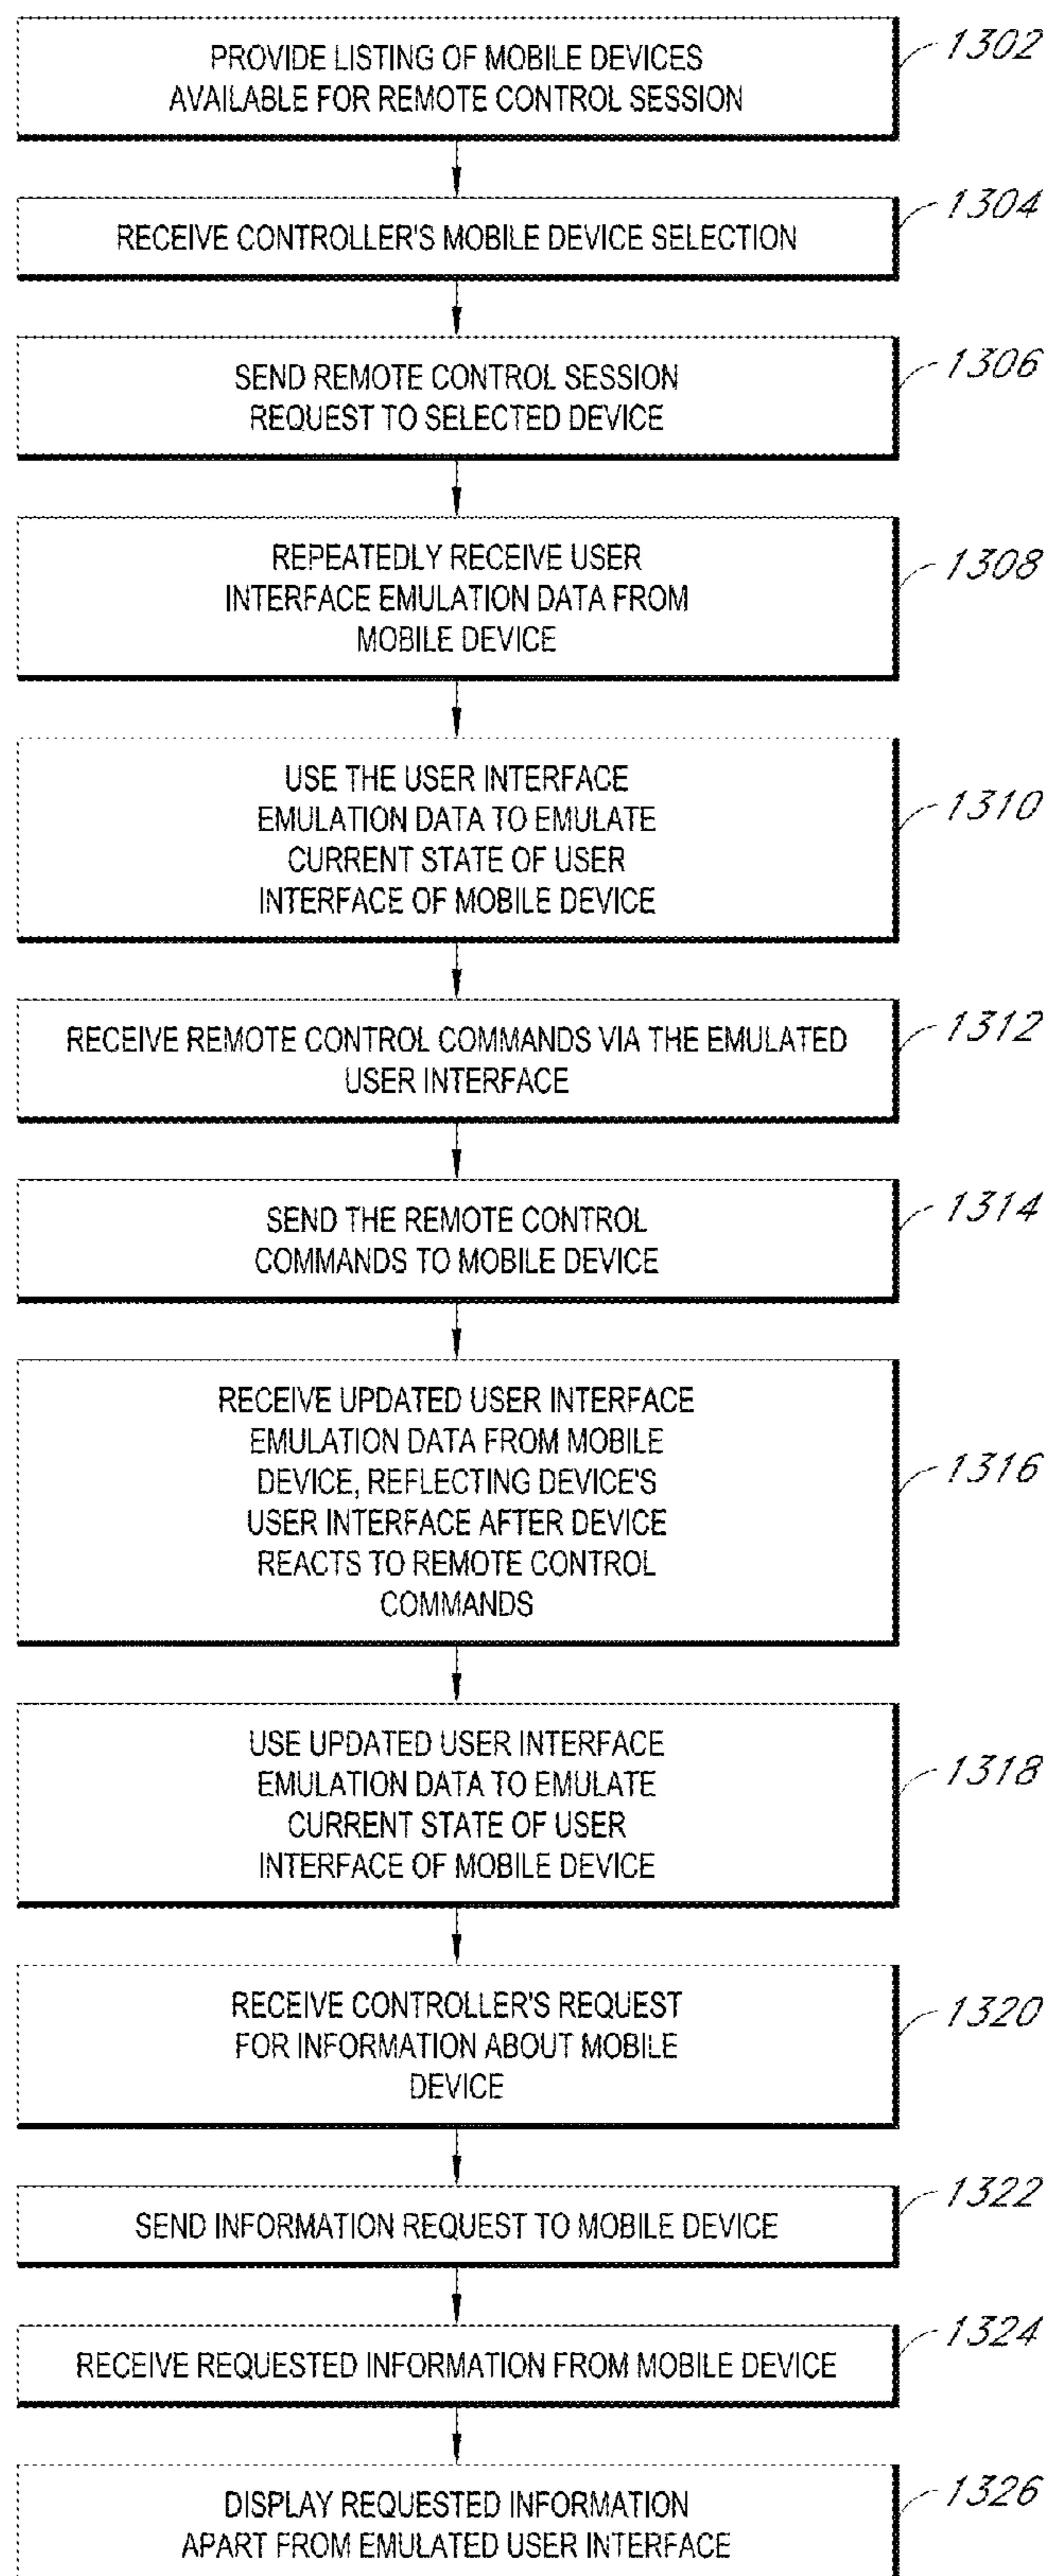 PROVIDE LISTING OF MOBILE DEVICES
AVAILABLE FOR REMOTE CONTROL SESSION
1302
RECEIVE CONTROLLER'S MOBILE DEVICE SELECTION
1304
SEND REMOTE CONTROL SESSION
REQUEST TO SELECTED DEVICE
1306
REPEATEDLY RECEIVE USER
INTERFACE EMULATION DATA FROM
MOBILE DEVICE
1308
USE THE USER INTERFACE
EMULATION DATA TO EMULATE
CURRENT STATE OF USER
INTERFACE OF MOBILE DEVICE
1310
RECEIVE REMOTE CONTROL COMMANDS VIA THE EMULATED
USER INTERFACE
1312
SEND THE REMOTE CONTROL
COMMANDS TO MOBILE DEVICE
1314
RECEIVE UPDATED USER INTERFACE
EMULATION DATA FROM MOBILE
DEVICE, REFLECTING DEVICE'S
USER INTERFACE AFTER DEVICE
REACTS TO REMOTE CONTROL
COMMANDS
1316
USE UPDATED USER INTERFACE
EMULATION DATA TO EMULATE
CURRENT STATE OF USER
INTERFACE OF MOBILE DEVICE
1318
RECEIVE CONTROLLER'S REQUEST
FOR INFORMATION ABOUT MOBILE
DEVICE
1320
SEND INFORMATION REQUEST TO MOBILE DEVICE
1322
RECEIVE REQUESTED INFORMATION FROM MOBILE DEVICE
1324
DISPLAY REQUESTED INFORMATION
APART FROM EMULATED USER INTERFACE
1326